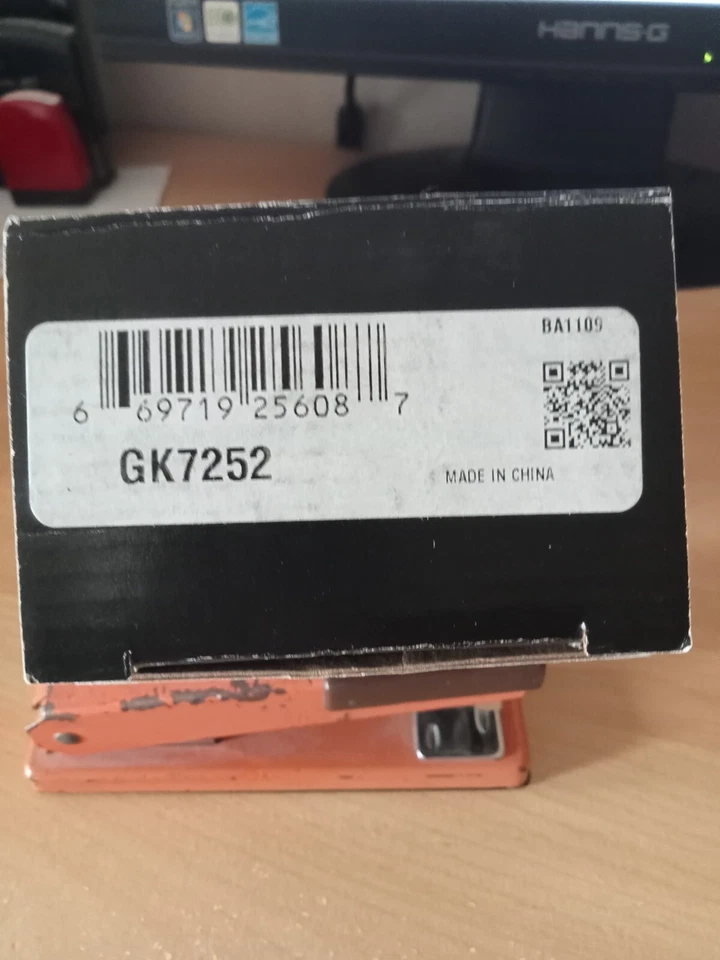 HANNS·G
BA1109
6 69719 25608 7
GK7252
MADE IN CHINA